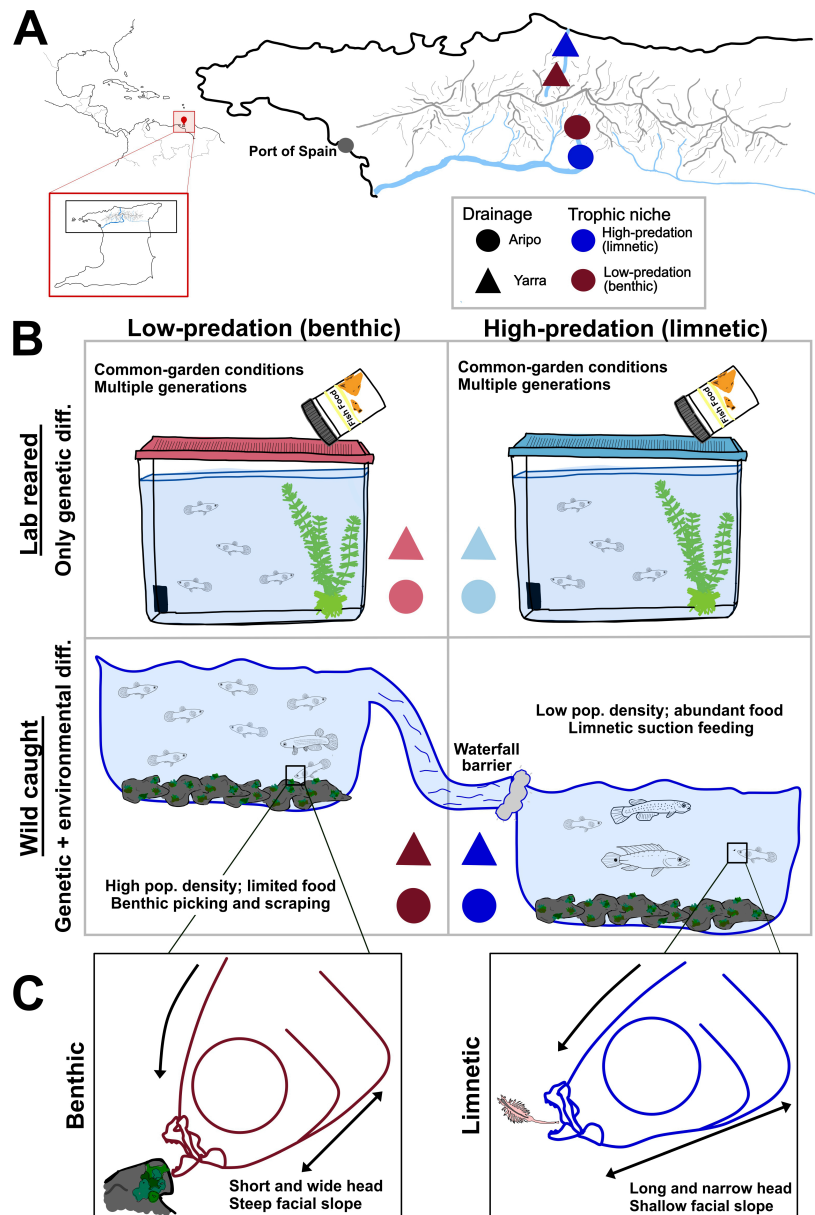 A
Port of Spain
Drainage
Trophic niche
Aripo
High-predation
(limnetic)
Yarra
Low-predation
(benthic)
B
Low-predation (benthic)
High-predation (limnetic)
Lab reared
Only genetic diff.
Common-garden conditions
Multiple generations
Fish Food
Common-garden conditions
Multiple generations
Fish Food
Wild caught
Genetic + environmental diff.
Low pop. density; abundant food
Limnetic suction feeding
Waterfall
barrier
High pop. density; limited food
Benthic picking and scraping
C
Benthic
Short and wide head
Steep facial slope
Limnetic
Long and narrow head
Shallow facial slope